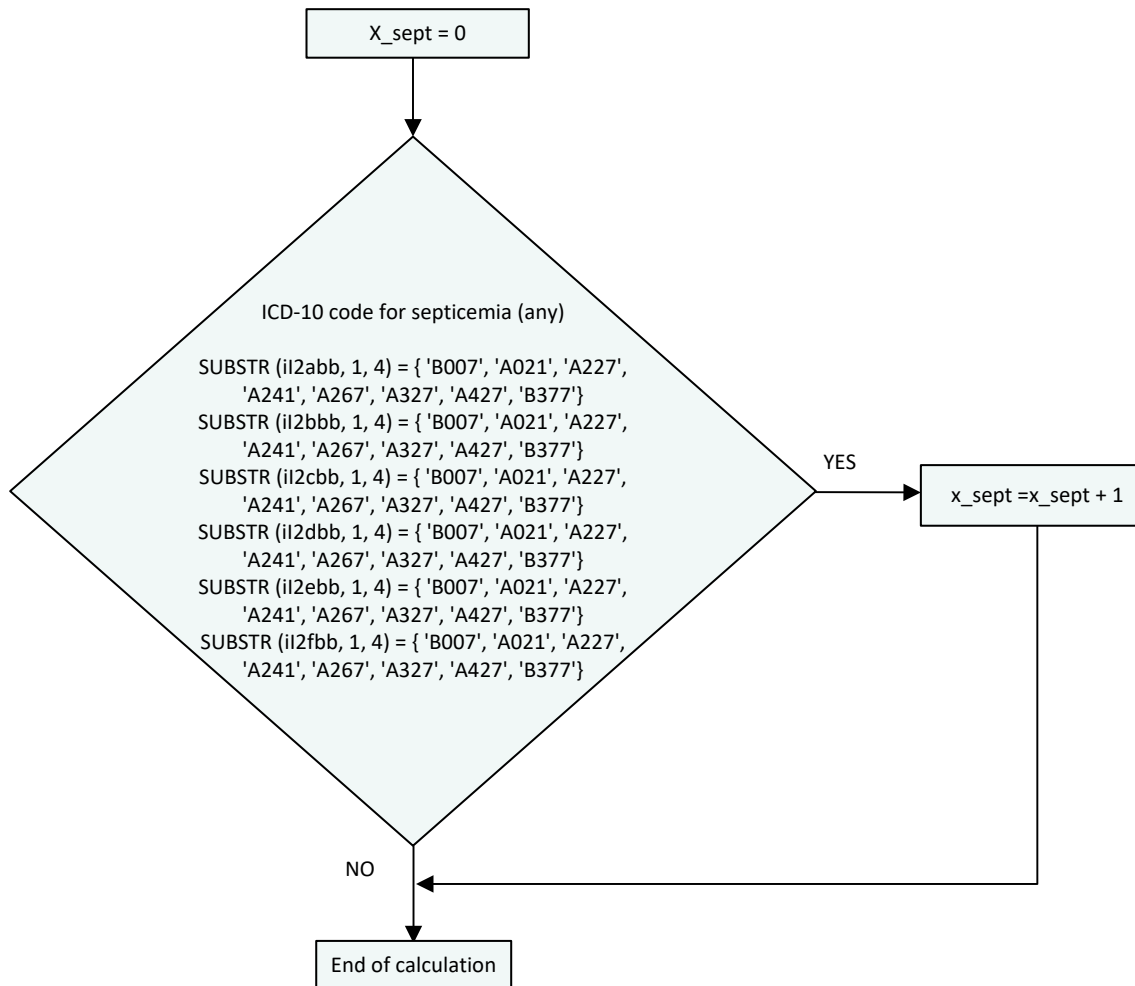 X_sept = 0
ICD-10 code for septicemia (any)
SUBSTR (iI2abb, 1, 4) = { 'B007', 'A021', 'A227',
'A241', 'A267', 'A327', 'A427', 'B377'}
SUBSTR (iI2bbb, 1, 4) = { 'B007', 'A021', 'A227',
'A241', 'A267', 'A327', 'A427', 'B377'}
SUBSTR (iI2cbb, 1, 4) = { 'B007', 'A021', 'A227',
'A241', 'A267', 'A327', 'A427', 'B377'}
SUBSTR (iI2dbb, 1, 4) = { 'B007', 'A021', 'A227',
'A241', 'A267', 'A327', 'A427', 'B377'}
SUBSTR (iI2ebb, 1, 4) = { 'B007', 'A021', 'A227',
'A241', 'A267', 'A327', 'A427', 'B377'}
SUBSTR (iI2fbb, 1, 4) = { 'B007', 'A021', 'A227',
'A241', 'A267', 'A327', 'A427', 'B377'}
YES
x_sept =x_sept + 1
NO
End of calculation